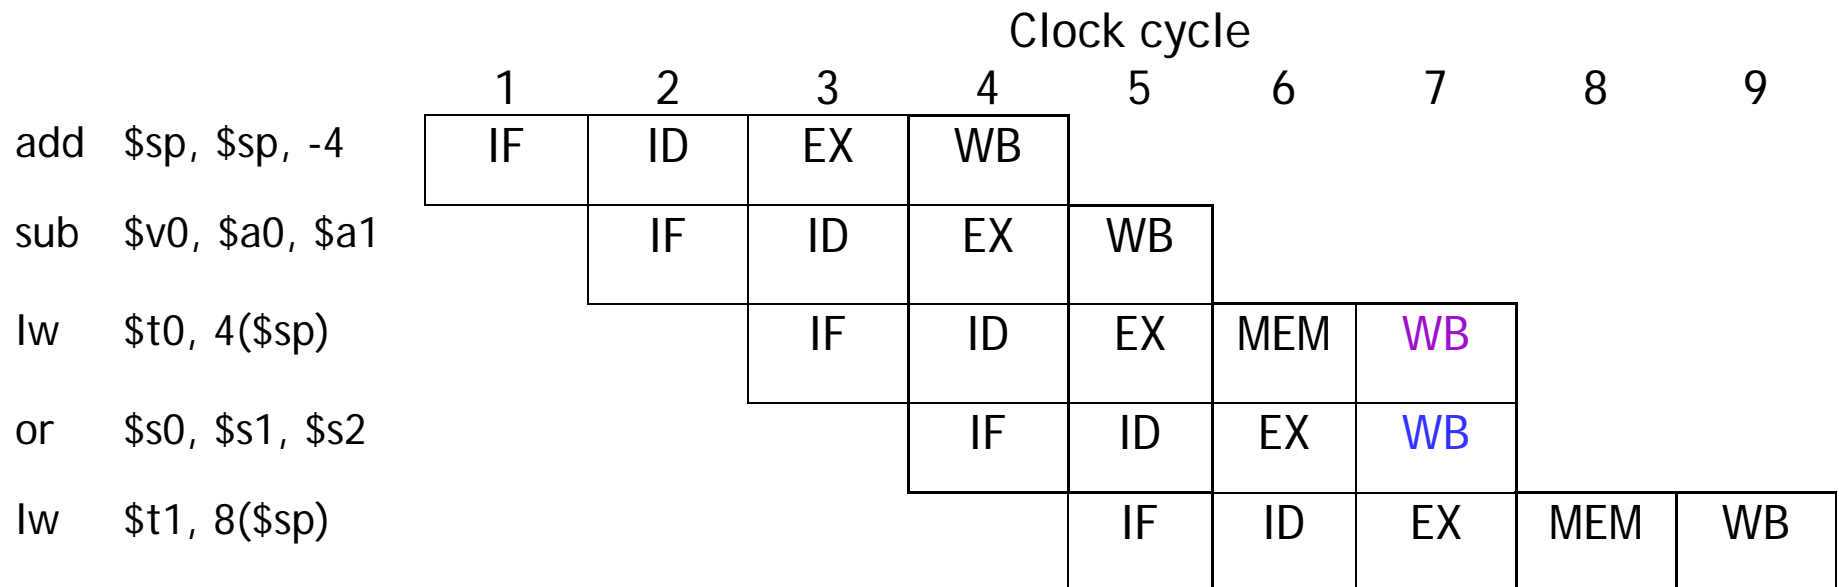 Clock cycle
1 2 3 4 5 6 7 8 9
add $sp, $sp, -4 IF ID EX WB
sub $v0, $a0, $a1 IF ID EX WB
lw $t0, 4($sp) IF ID EX MEM WB
or $s0, $s1, $s2 IF ID EX WB
lw $t1, 8($sp) IF ID EX MEM WB